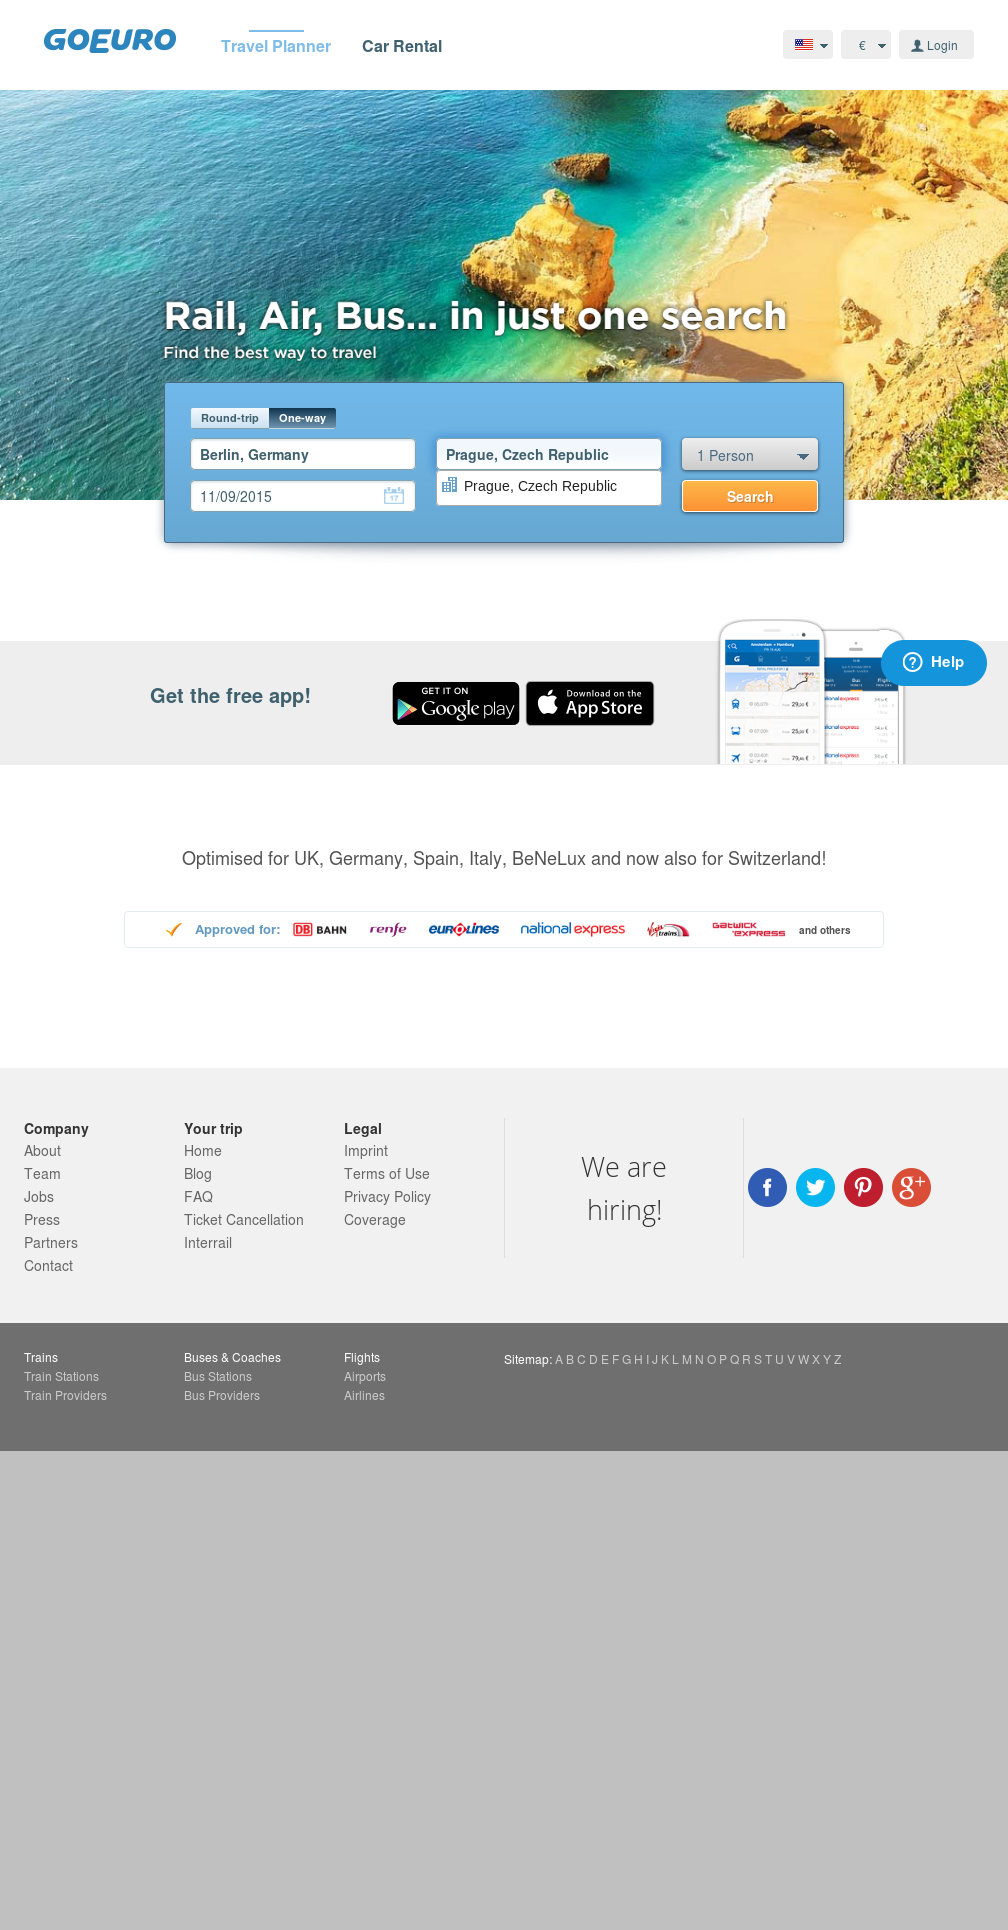 GOEURO
Travel Planner
Car Rental
€
Login
Rail, Air, Bus... in just one search
Find the best way to travel
Round-trip
One-way
Berlin, Germany
Prague, Czech Republic
1 Person
11/09/2015
17
Prague, Czech Republic
Search
Help
Get the free app!
GET IT ON
Google play
Download on the
App Store
Optimised for UK, Germany, Spain, Italy, BeNeLux and now also for Switzerland!
Approved for:
DB BAHN
renfe
EUROLINES
national express
Virgin trains
GATWICK EXPRESS
and others
Company
About
Team
Jobs
Press
Partners
Contact
Your trip
Home
Blog
FAQ
Ticket Cancellation
Interrail
Legal
Imprint
Terms of Use
Privacy Policy
Coverage
We are
hiring!
Trains
Train Stations
Train Providers
Buses & Coaches
Bus Stations
Bus Providers
Flights
Airports
Airlines
Sitemap: A B C D E F G H I J K L M N O P Q R S T U V W X Y Z